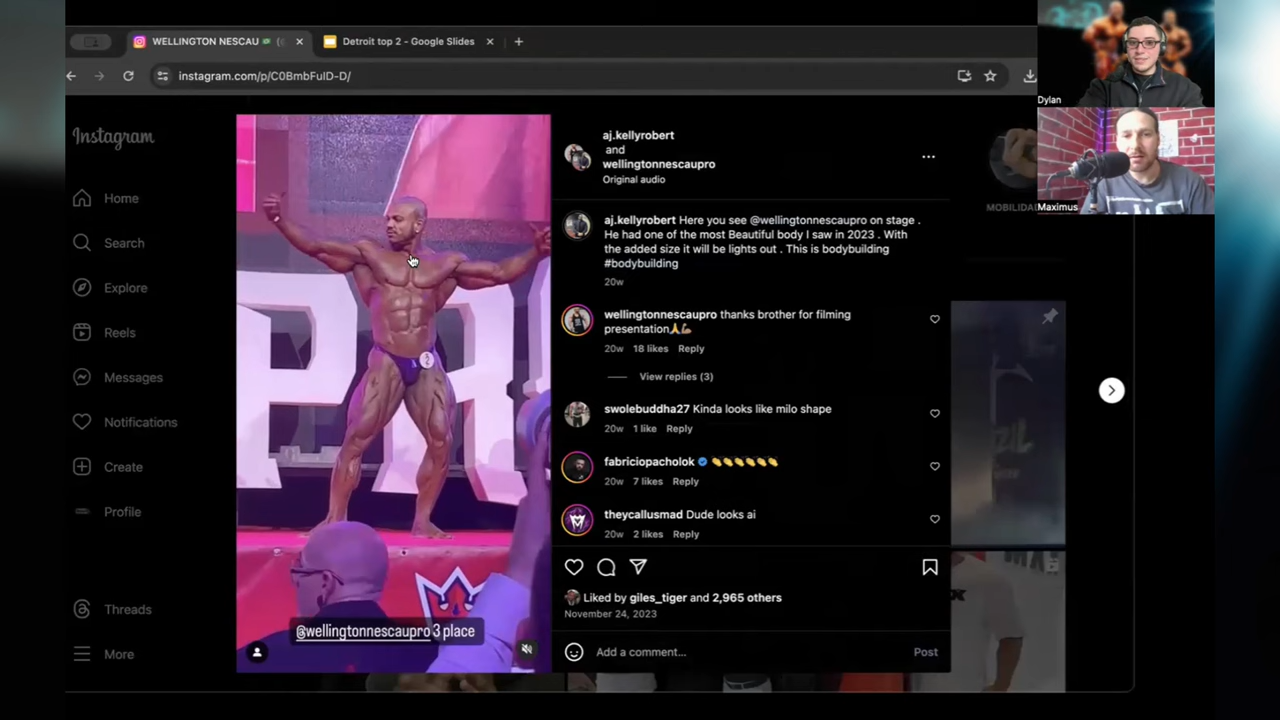 WELLINGTON NESCAU
Detroit top 2 - Google Slides
instagram.com/p/C0BmbFuID-D/
Dylan
Maximus
Instagram
Home
Search
Explore
Reels
Messages
Notifications
Create
Profile
Threads
More
@wellingtonnescaupro 3 place
aj.kellyrobert
and
wellingtonnescaupro
Original audio
aj.kellyrobert Here you see @wellingtonnescaupro on stage .
He had one of the most Beautiful body I saw in 2023 . With
the added size it will be lights out . This is bodybuilding
#bodybuilding
20w
wellingtonnescaupro thanks brother for filming
presentation🙏💪🏽
20w 18 likes Reply
View replies (3)
swolebuddha27 Kinda looks like milo shape
20w 1 like Reply
fabriciopacholok 👏👏👏👏👏👏
20w 7 likes Reply
theycallusmad Dude looks ai
20w 2 likes Reply
Liked by giles_tiger and 2,965 others
November 24, 2023
Add a comment...
Post
MOBILIDA